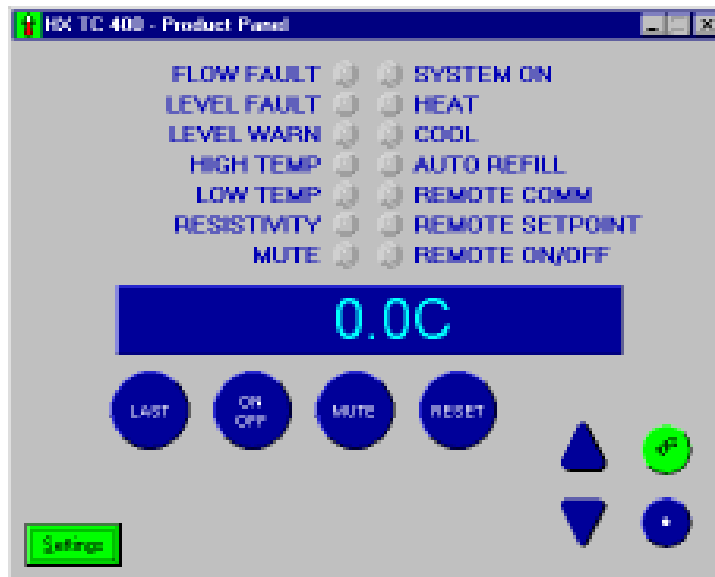 HX TC 400 - Product Panel
FLOW FAULT SYSTEM ON
LEVEL FAULT HEAT
LEVEL WARN COOL
HIGH TEMP AUTO REFILL
LOW TEMP REMOTE COMM
RESISTIVITY REMOTE SETPOINT
MUTE REMOTE ON/OFF
0.0C
LAST ON OFF MUTE RESET
Settings